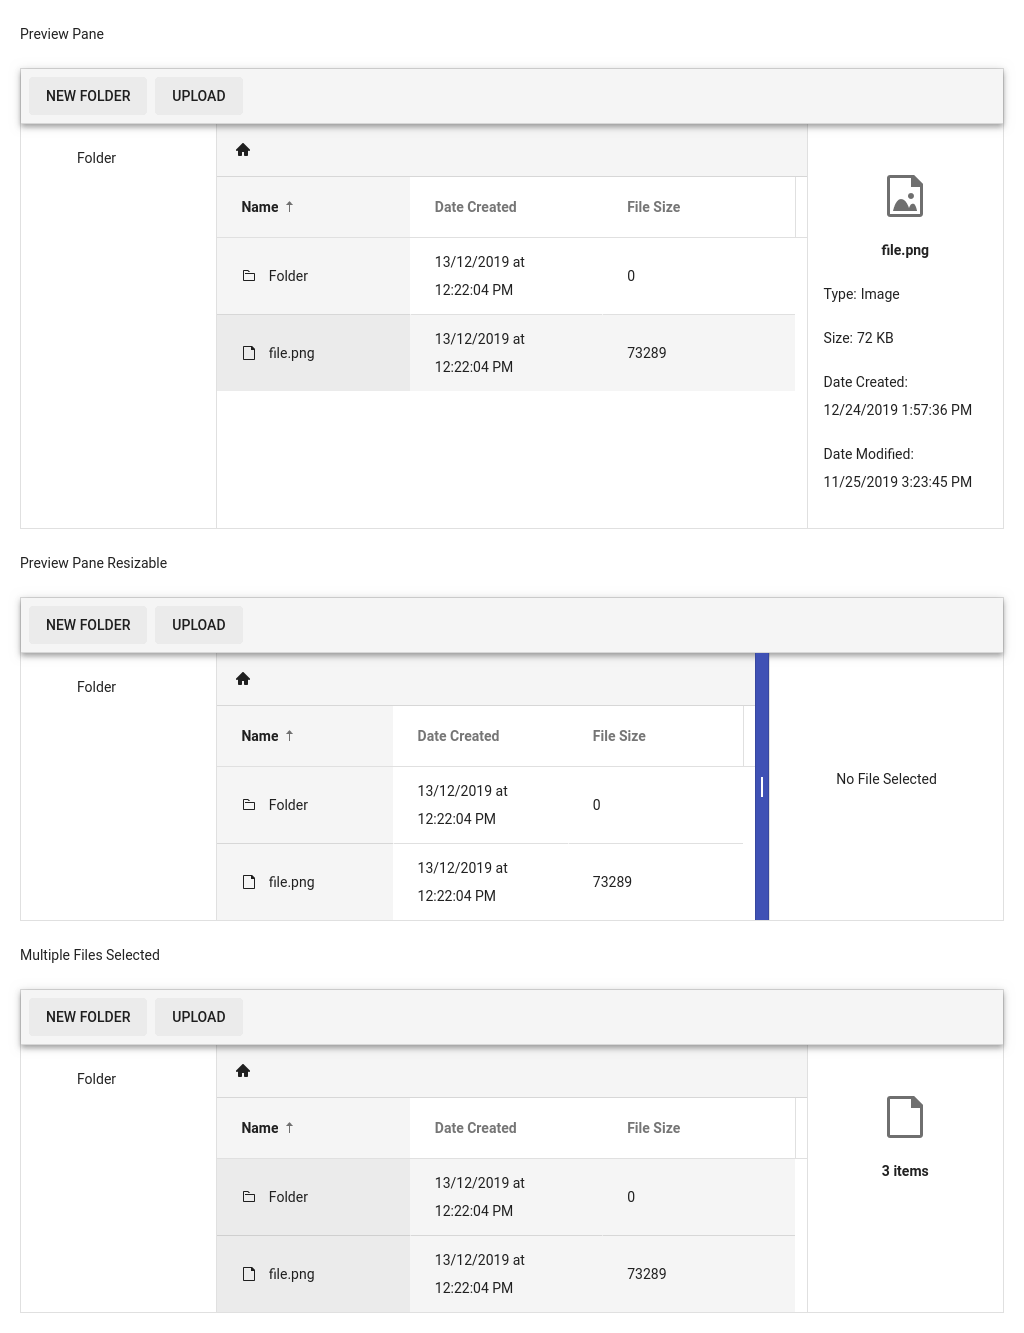 Preview Pane
NEW FOLDER UPLOAD
Folder
Name Date Created File Size
Folder 13/12/2019 at 12:22:04 PM 0
file.png 13/12/2019 at 12:22:04 PM 73289
file.png
Type: Image
Size: 72 KB
Date Created:
12/24/2019 1:57:36 PM
Date Modified:
11/25/2019 3:23:45 PM
Preview Pane Resizable
NEW FOLDER UPLOAD
Folder
Name Date Created File Size
Folder 13/12/2019 at 12:22:04 PM 0
file.png 13/12/2019 at 12:22:04 PM 73289
No File Selected
Multiple Files Selected
NEW FOLDER UPLOAD
Folder
Name Date Created File Size
Folder 13/12/2019 at 12:22:04 PM 0
file.png 13/12/2019 at 12:22:04 PM 73289
3 items